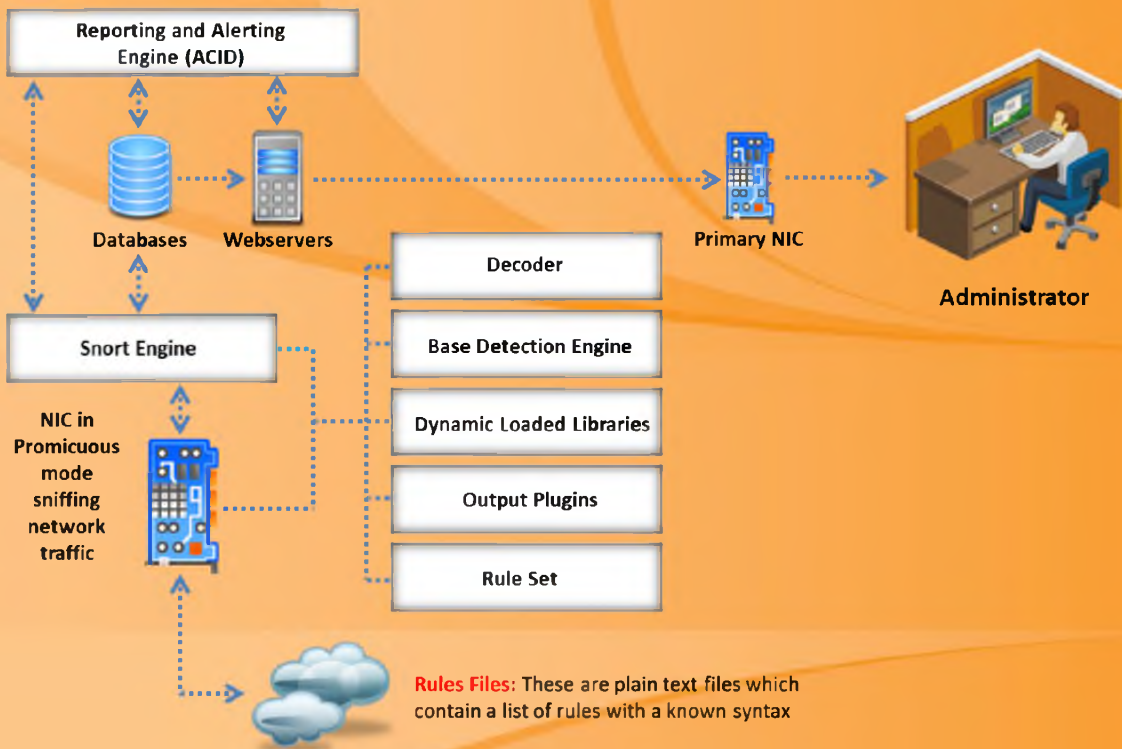 Reporting and Alerting
Engine (ACID)
Databases
Webservers
Primary NIC
Administrator
Decoder
Snort Engine
Base Detection Engine
NIC in
Promicuous
mode
sniffing
network
traffic
Dynamic Loaded Libraries
Output Plugins
Rule Set
Rules Files: These are plain text files which
contain a list of rules with a known syntax